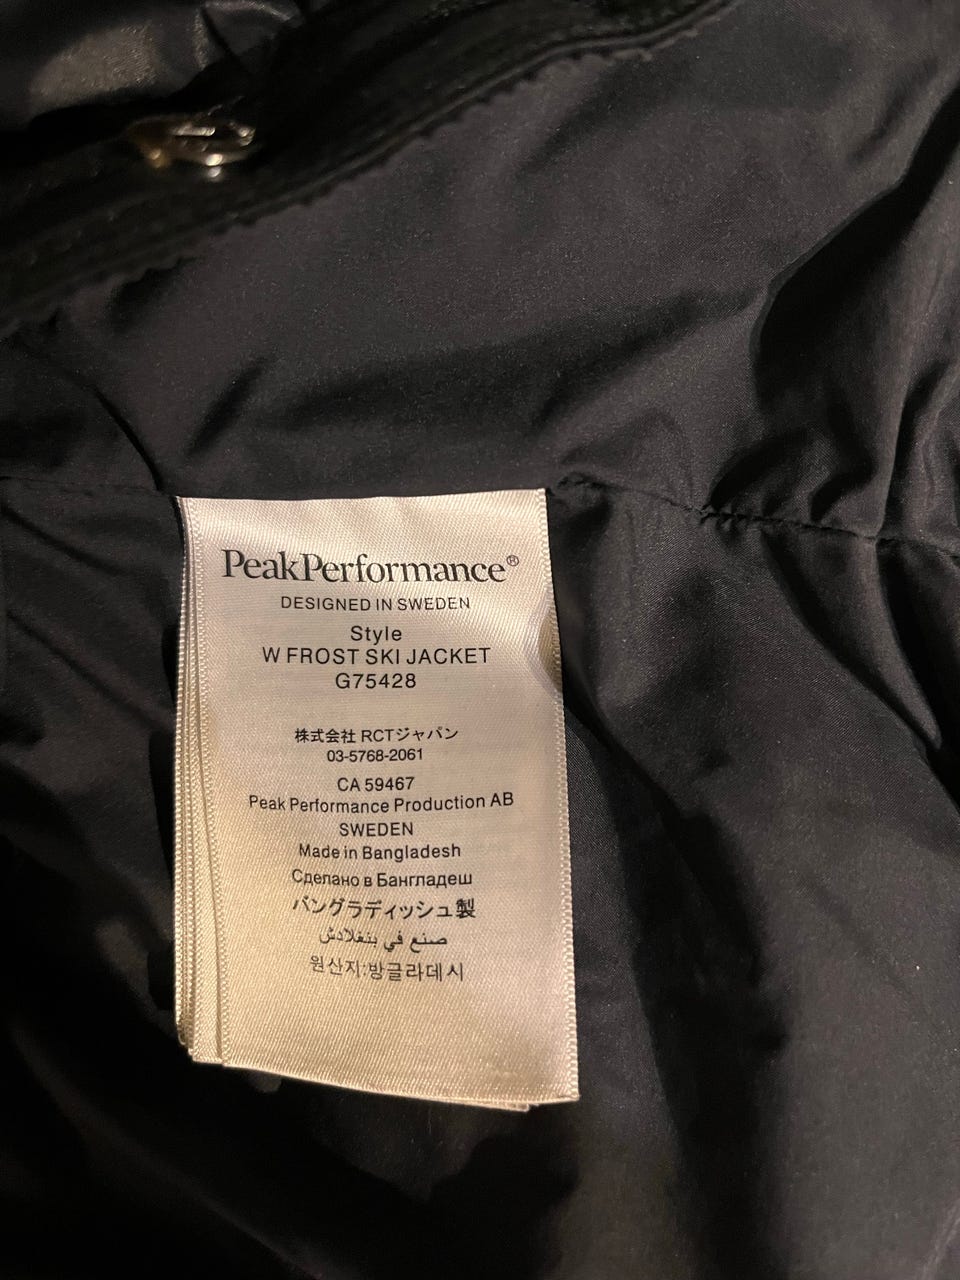 PeakPerformance®
DESIGNED IN SWEDEN
Style
W FROST SKI JACKET
G75428
株式会社 RCTジャパン
03-5768-2061
CA 59467
Peak Performance Production AB
SWEDEN
Made in Bangladesh
Сделано в Бангладеш
バングラディッシュ製
صنع في بنغلادش
원산지:방글라데시